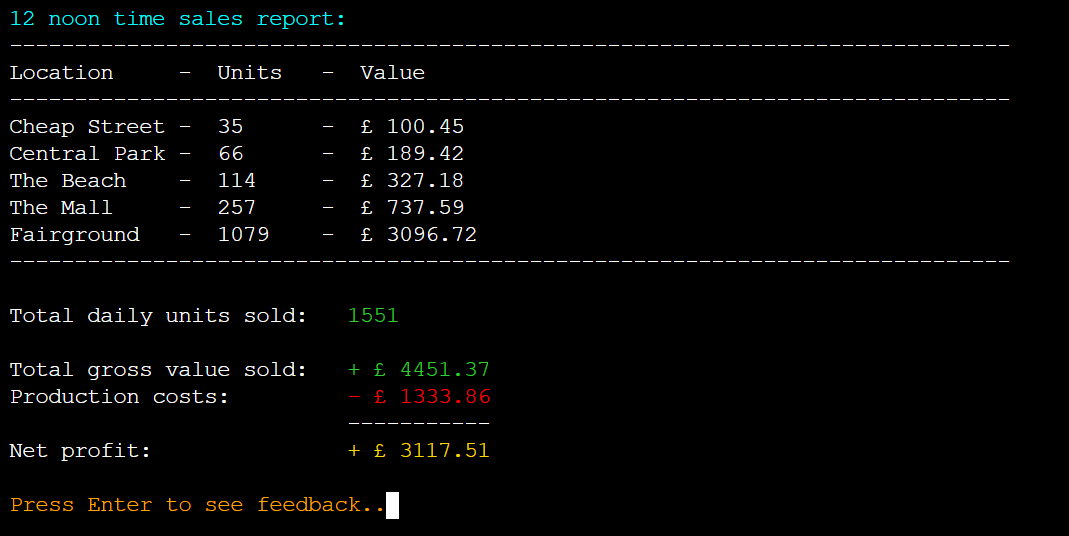 12 noon time sales report:
-----------------------------------------------------------------------------
Location     -  Units   -  Value
-----------------------------------------------------------------------------
Cheap Street -  35      -  £ 100.45
Central Park -  66      -  £ 189.42
The Beach    -  114     -  £ 327.18
The Mall     -  257     -  £ 737.59
Fairground   -  1079    -  £ 3096.72
-----------------------------------------------------------------------------
Total daily units sold:   1551
Total gross value sold:   + £ 4451.37
Production costs:         - £ 1333.86
-----------
Net profit:               + £ 3117.51
Press Enter to see feedback..